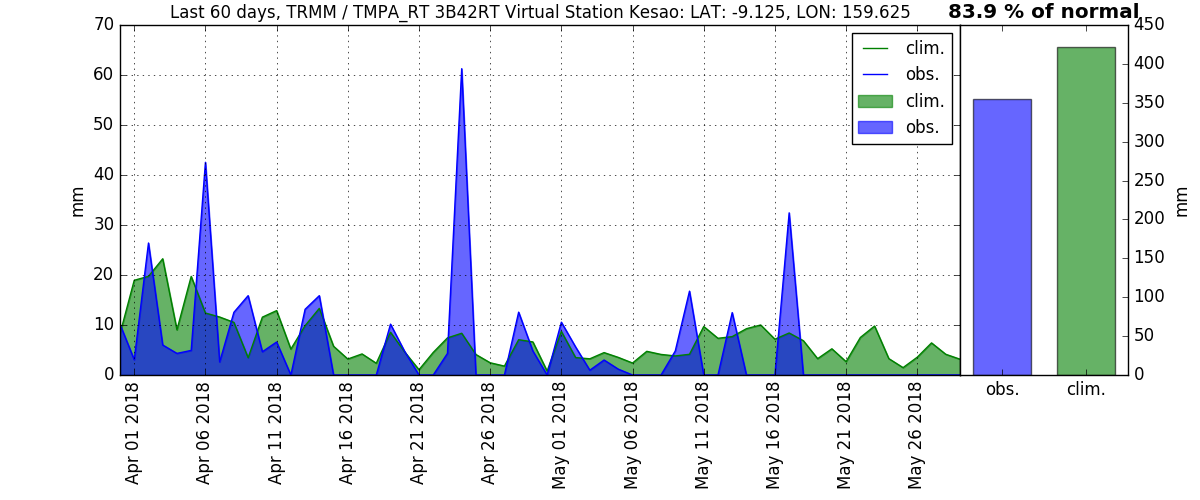 Last 60 days, TRMM / TMPA_RT 3B42RT Virtual Station Kesao: LAT: -9.125, LON: 159.625
83.9 % of normal
70
60
50
40
30
20
10
0
mm
clim.
obs.
clim.
obs.
450
400
350
300
250
200
150
100
50
0
mm
obs.
clim.
Apr 01 2018
Apr 06 2018
Apr 11 2018
Apr 16 2018
Apr 21 2018
Apr 26 2018
May 01 2018
May 06 2018
May 11 2018
May 16 2018
May 21 2018
May 26 2018